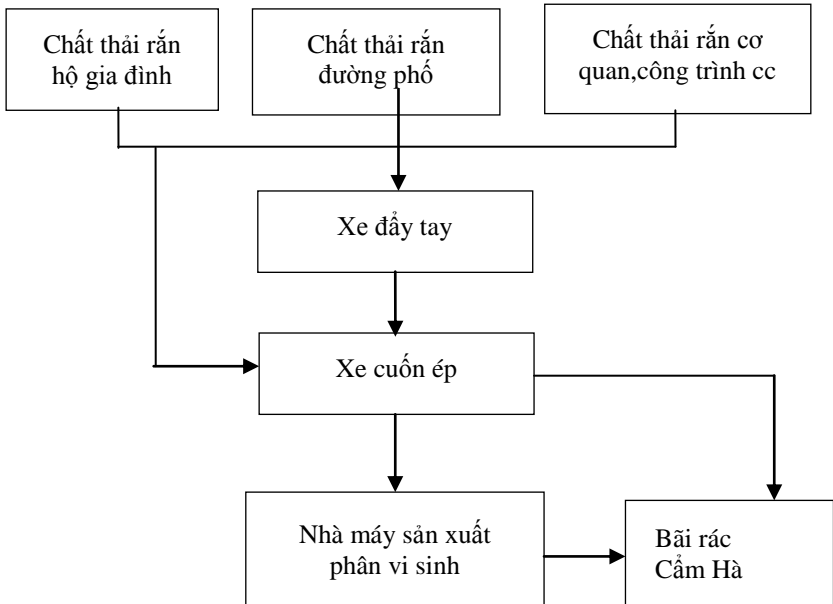 Chất thải rắn
hộ gia đình
Chất thải rắn
đường phố
Chất thải rắn cơ
quan,công trình cc
Xe đẩy tay
Xe cuốn ép
Nhà máy sản xuất
phân vi sinh
Bãi rác
Cẩm Hà